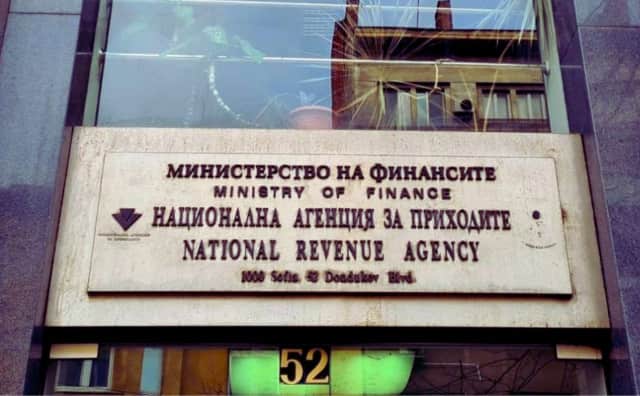 МИНИСТЕРСТВО НА ФИНАНСИТЕ
MINISTRY OF FINANCE
НАЦИОНАЛНА АГЕНЦИЯ ЗА ПРИХОДИТЕ
NATIONAL REVENUE AGENCY
1000 Sofia, 52 Dondukov Blvd.
52